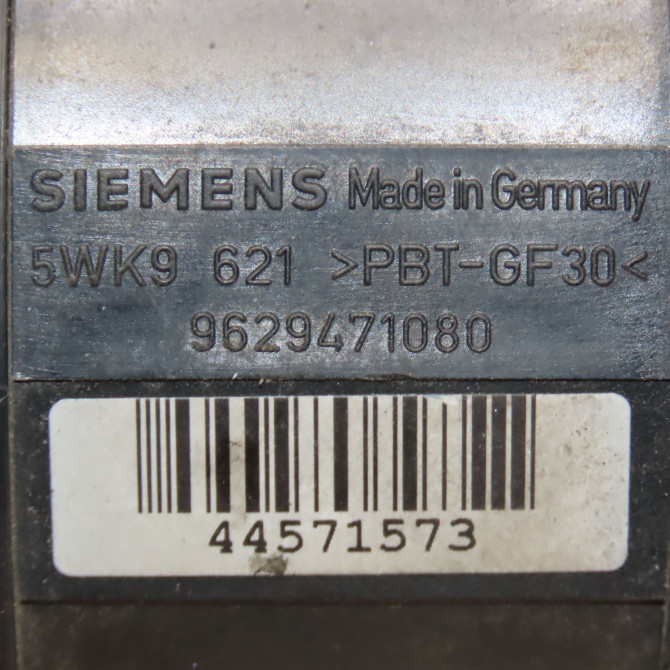 SIEMENS Made in Germany
5WK9 621 >PBT-GF30<
9629471080
44571573